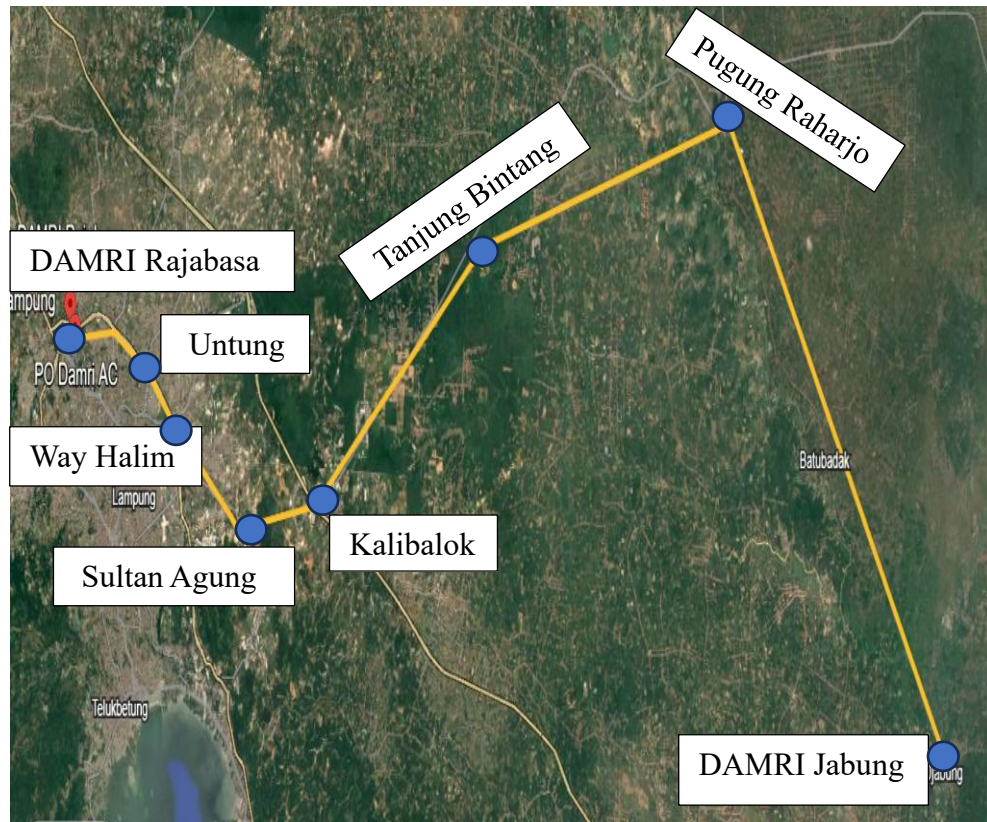 Pugung Raharjo
Tanjung Bintang
DAMRI Rajabasa
ampung
Untung
PO Damri AC
Way Halim
Lampung
Batubadak
Kalibalok
Sultan Agung
Telukbetung
DAMRI Jabung